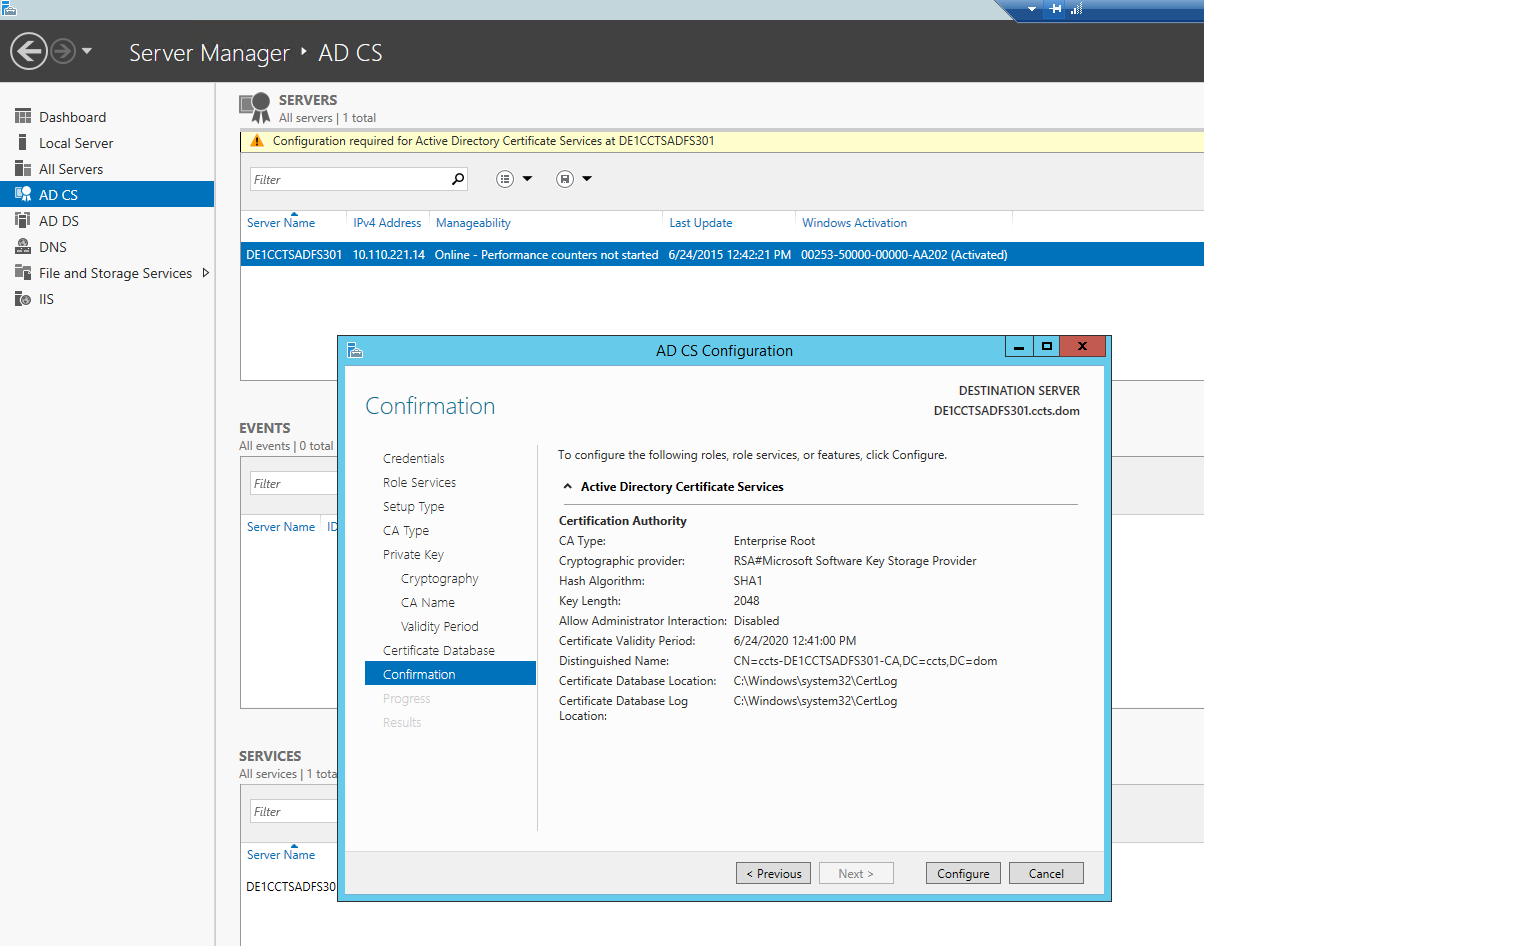 Server Manager ‣ AD CS
Dashboard
Local Server
All Servers
AD CS
AD DS
DNS
File and Storage Services
IIS
SERVERS
All servers | 1 total
Configuration required for Active Directory Certificate Services at DE1CCTSADFS301
Filter
Server Name IPv4 Address Manageability Last Update Windows Activation
DE1CCTSADFS301 10.110.221.14 Online - Performance counters not started 6/24/2015 12:42:21 PM 00253-50000-00000-AA202 (Activated)
EVENTS
All events | 0 total
Filter
Server Name ID
SERVICES
All services | 1 tota
Filter
Server Name
DE1CCTSADFS30
AD CS Configuration
Confirmation
DESTINATION SERVER
DE1CCTSADFS301.ccts.dom
Credentials
Role Services
Setup Type
CA Type
Private Key
Cryptography
CA Name
Validity Period
Certificate Database
Confirmation
Progress
Results
To configure the following roles, role services, or features, click Configure.
Active Directory Certificate Services
Certification Authority
CA Type: Enterprise Root
Cryptographic provider: RSA#Microsoft Software Key Storage Provider
Hash Algorithm: SHA1
Key Length: 2048
Allow Administrator Interaction: Disabled
Certificate Validity Period: 6/24/2020 12:41:00 PM
Distinguished Name: CN=ccts-DE1CCTSADFS301-CA,DC=ccts,DC=dom
Certificate Database Location: C:\Windows\system32\CertLog
Certificate Database Log C:\Windows\system32\CertLog
Location:
< Previous Next > Configure Cancel